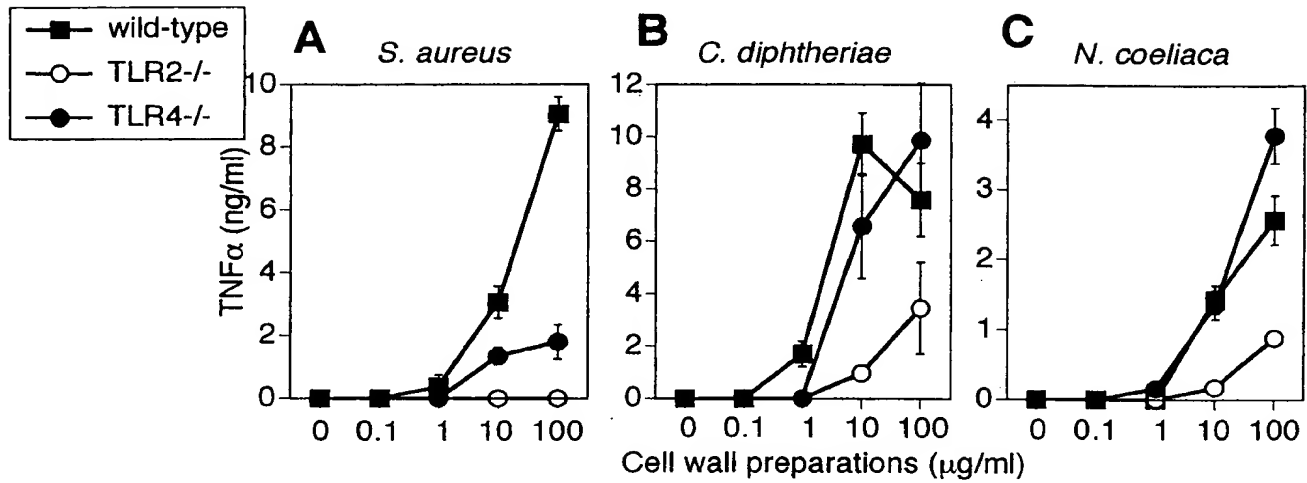 wild-type
TLR2-/-
TLR4-/-
A
S. aureus
B
C. diphtheriae
C
N. coeliaca
TNFα (ng/ml)
10
8
6
4
2
0
0 0.1 1 10 100
12
10
8
6
4
2
0
0 0.1 1 10 100
4
3
2
1
0
0 0.1 1 10 100
Cell wall preparations (μg/ml)